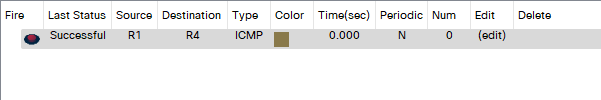 Fire Last Status Source Destination Type Color Time(sec) Periodic Num Edit Delete
Successful R1 R4 ICMP 0.000 N 0 (edit)